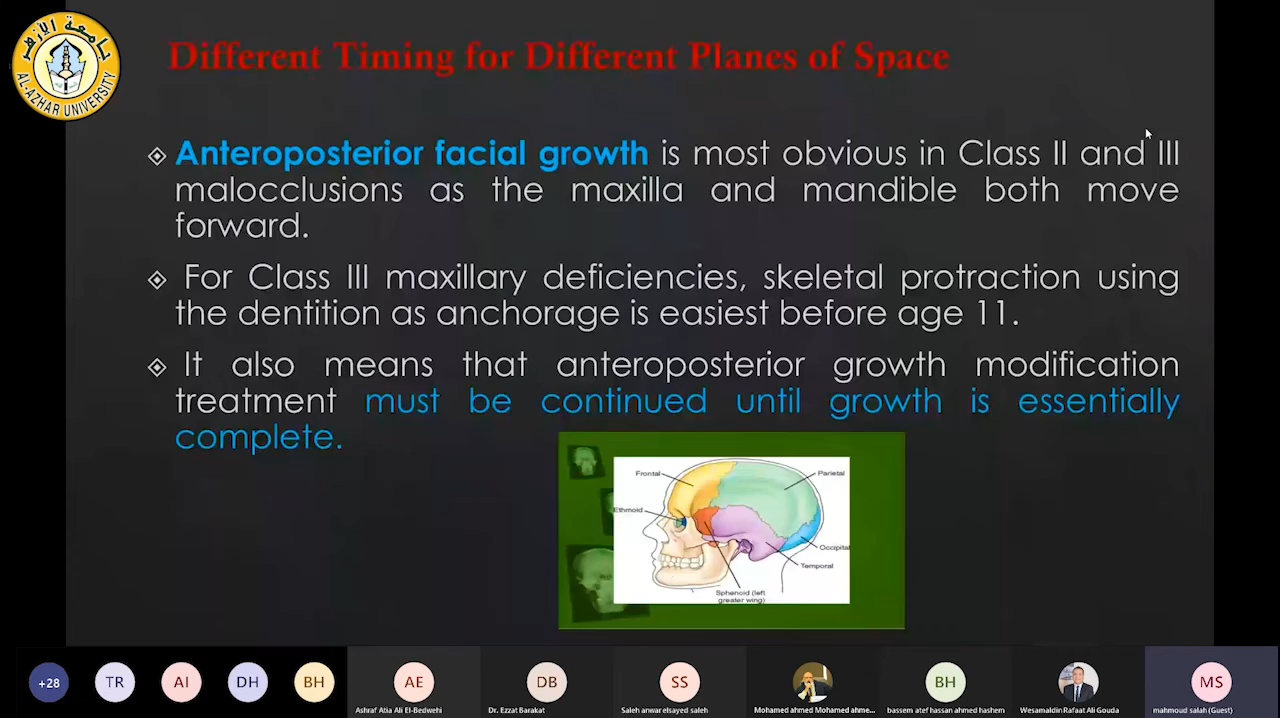 جامعة الأزهر
AL-AZHAR UNIVERSITY
Different Timing for Different Planes of Space
Anteroposterior facial growth is most obvious in Class II and III
malocclusions as the maxilla and mandible both move
forward.
For Class III maxillary deficiencies, skeletal protraction using
the dentition as anchorage is easiest before age 11.
It also means that anteroposterior growth modification
treatment must be continued until growth is essentially
complete.
Frontal
Parietal
Ethmoid
Occipital
Temporal
Sphenoid (left
greater wing)
+28
TR
AI
DH
BH
AE
DB
SS
BH
MS
Ashraf Atia Ali El-Bedwehi
Dr. Ezzat Barakat
Saleh anwar elsayed saleh
Mohamed ahmed Mohamed ahme...
bassem atef hassan ahmed hashem
Wesamaldin Rafaat Ali Gouda
mahmoud salah (Guest)